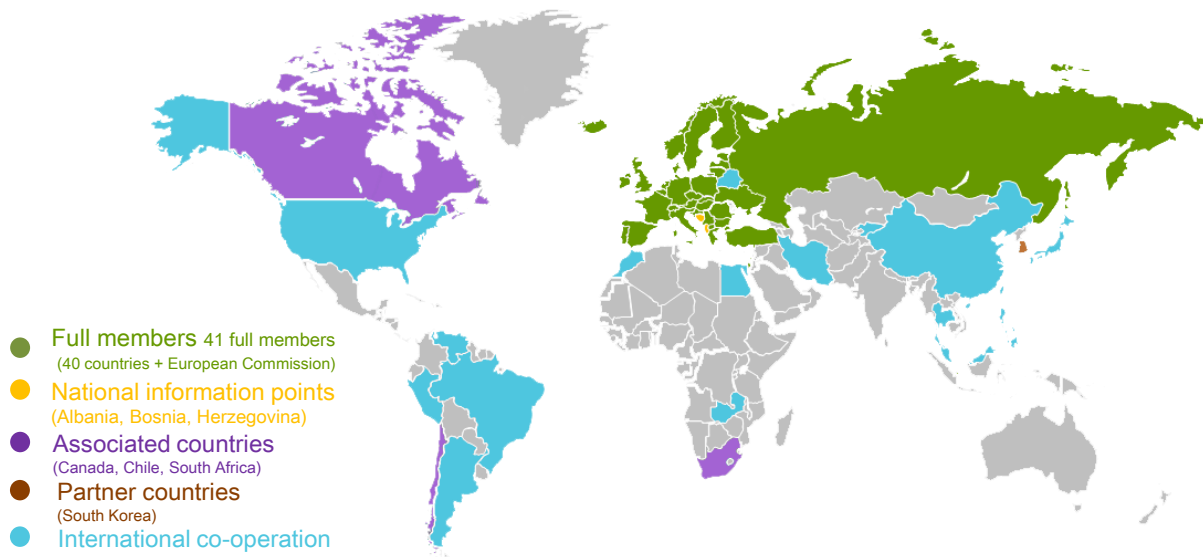 Full members 41 full members
(40 countries + European Commission)
National information points
(Albania, Bosnia, Herzegovina)
Associated countries
(Canada, Chile, South Africa)
Partner countries
(South Korea)
International co-operation